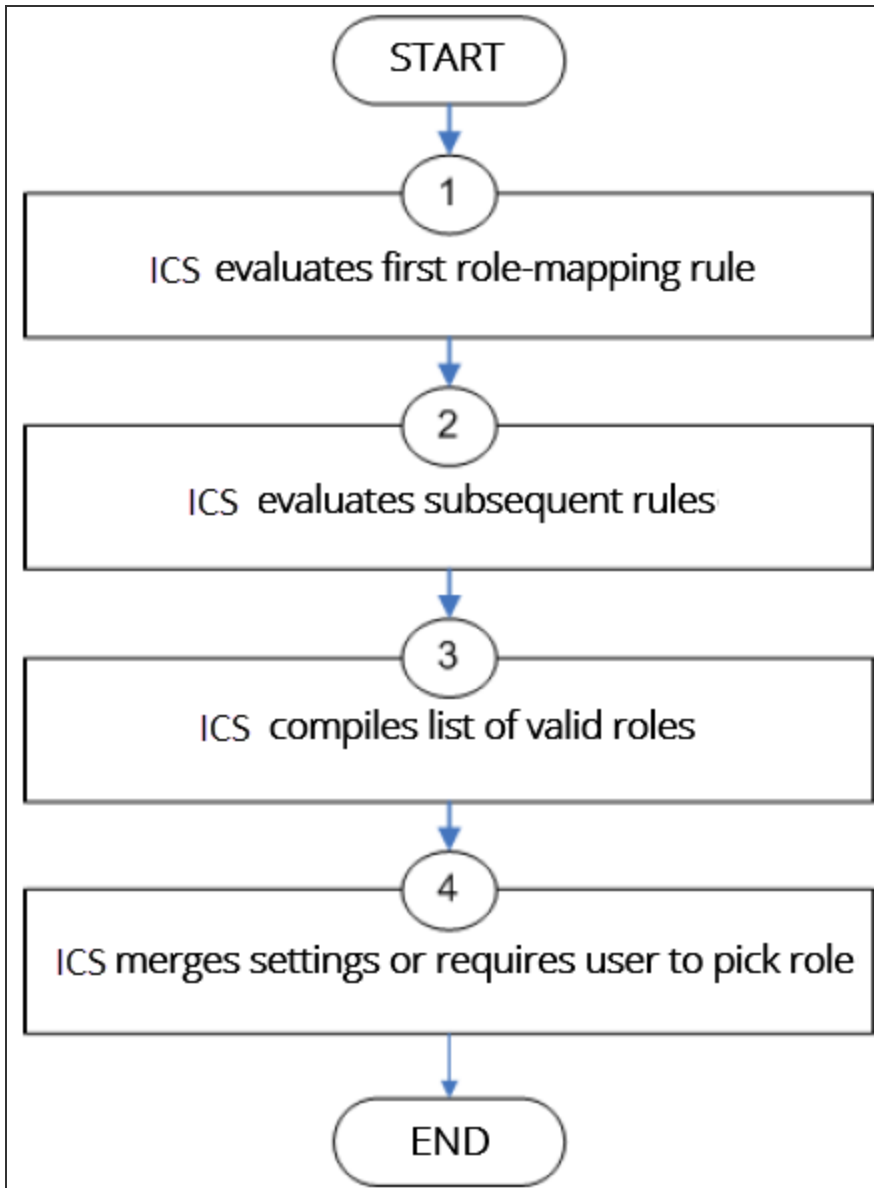 START
1
ICS evaluates first role-mapping rule
2
ICS evaluates subsequent rules
3
ICS compiles list of valid roles
4
ICS merges settings or requires user to pick role
END